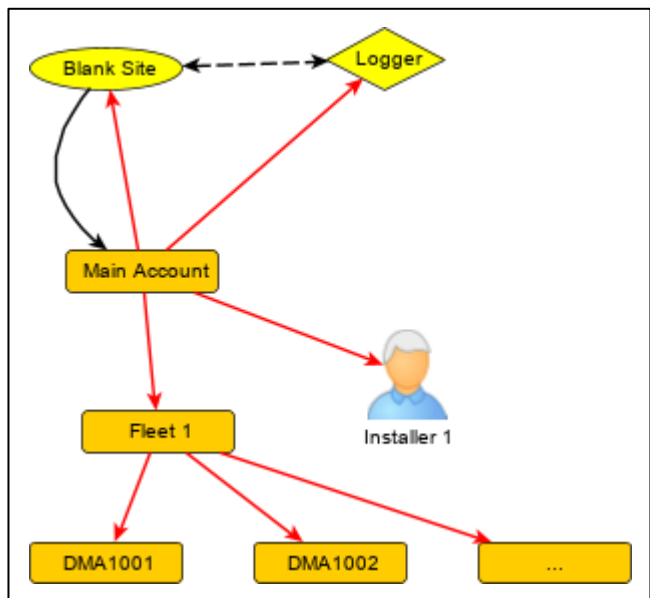 Logger
Blank Site
Main Account
Installer 1
Fleet 1
DMA1001
DMA1002
...